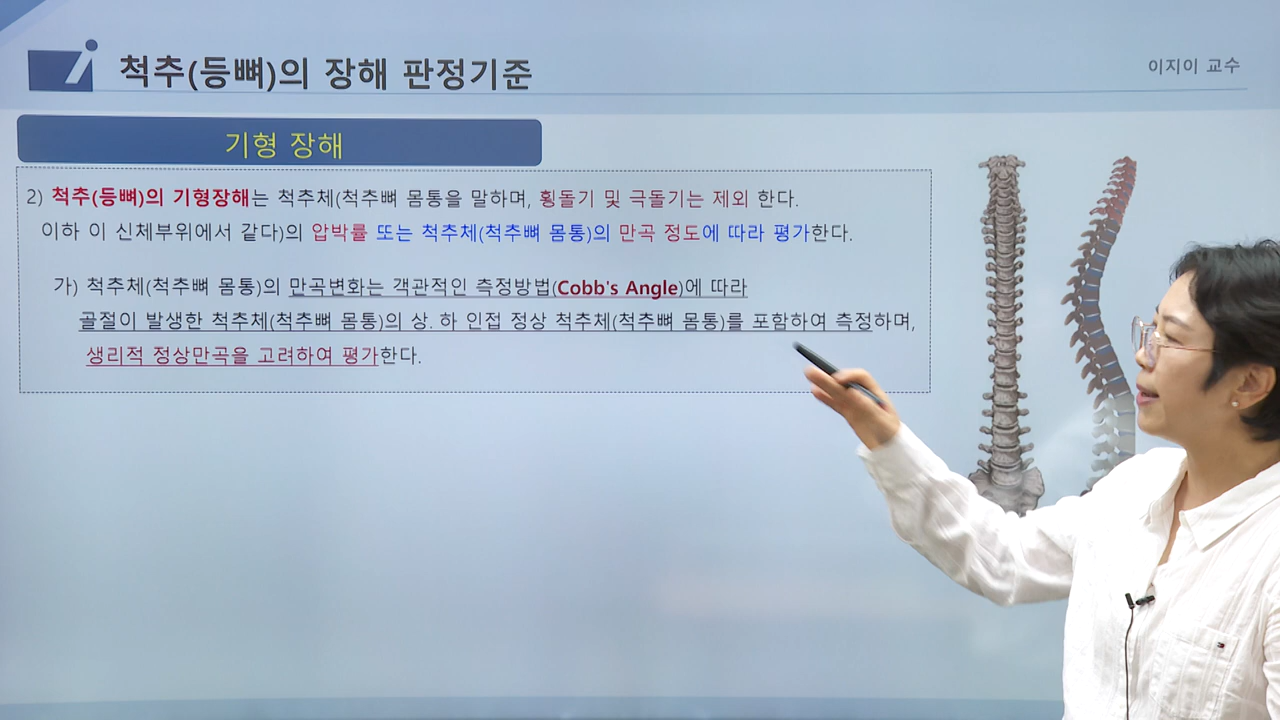 척추(등뼈)의 장해 판정기준
이지이 교수
기형 장해
2) 척추(등뼈)의 기형장해는 척추체(척추뼈 몸통을 말하며, 횡돌기 및 극돌기는 제외 한다.
이하 이 신체부위에서 같다)의 압박률 또는 척추체(척추뼈 몸통)의 만곡 정도에 따라 평가한다.
가) 척추체(척추뼈 몸통)의 만곡변화는 객관적인 측정방법(Cobb's Angle)에 따라
골절이 발생한 척추체(척추뼈 몸통)의 상. 하 인접 정상 척추체(척추뼈 몸통)를 포함하여 측정하며,
생리적 정상만곡을 고려하여 평가한다.